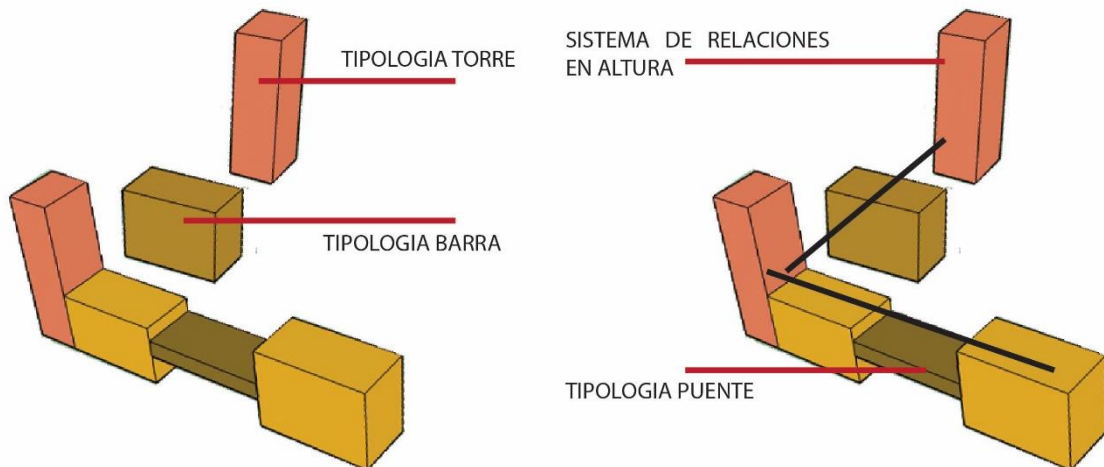 TIPOLOGIA TORRE
TIPOLOGIA BARRA
SISTEMA DE RELACIONES
EN ALTURA
TIPOLOGIA PUENTE